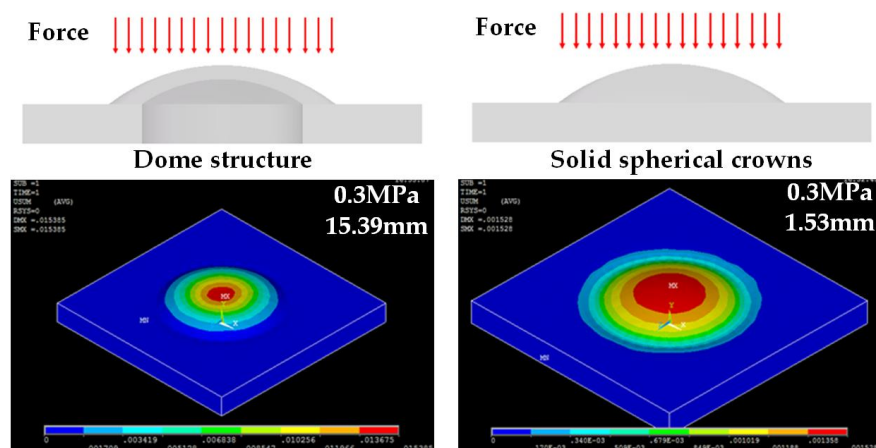 Force
Force
Dome structure
Solid spherical crowns
SUB =1
TIME=1
USUM (AVG)
RSYS=0
DMX =.015385
SMX =.015385
0.3MPa
15.39mm
MX
Y
X
MN
0
.003419
.006838
.010256
.013675
SUB =1
TIME=1
USUM (AVG)
RSYS=0
DMX =.001528
SMX =.001528
0.3MPa
1.53mm
MX
Y
X
MN
0
.340E-03
.679E-03
.001019
.001358